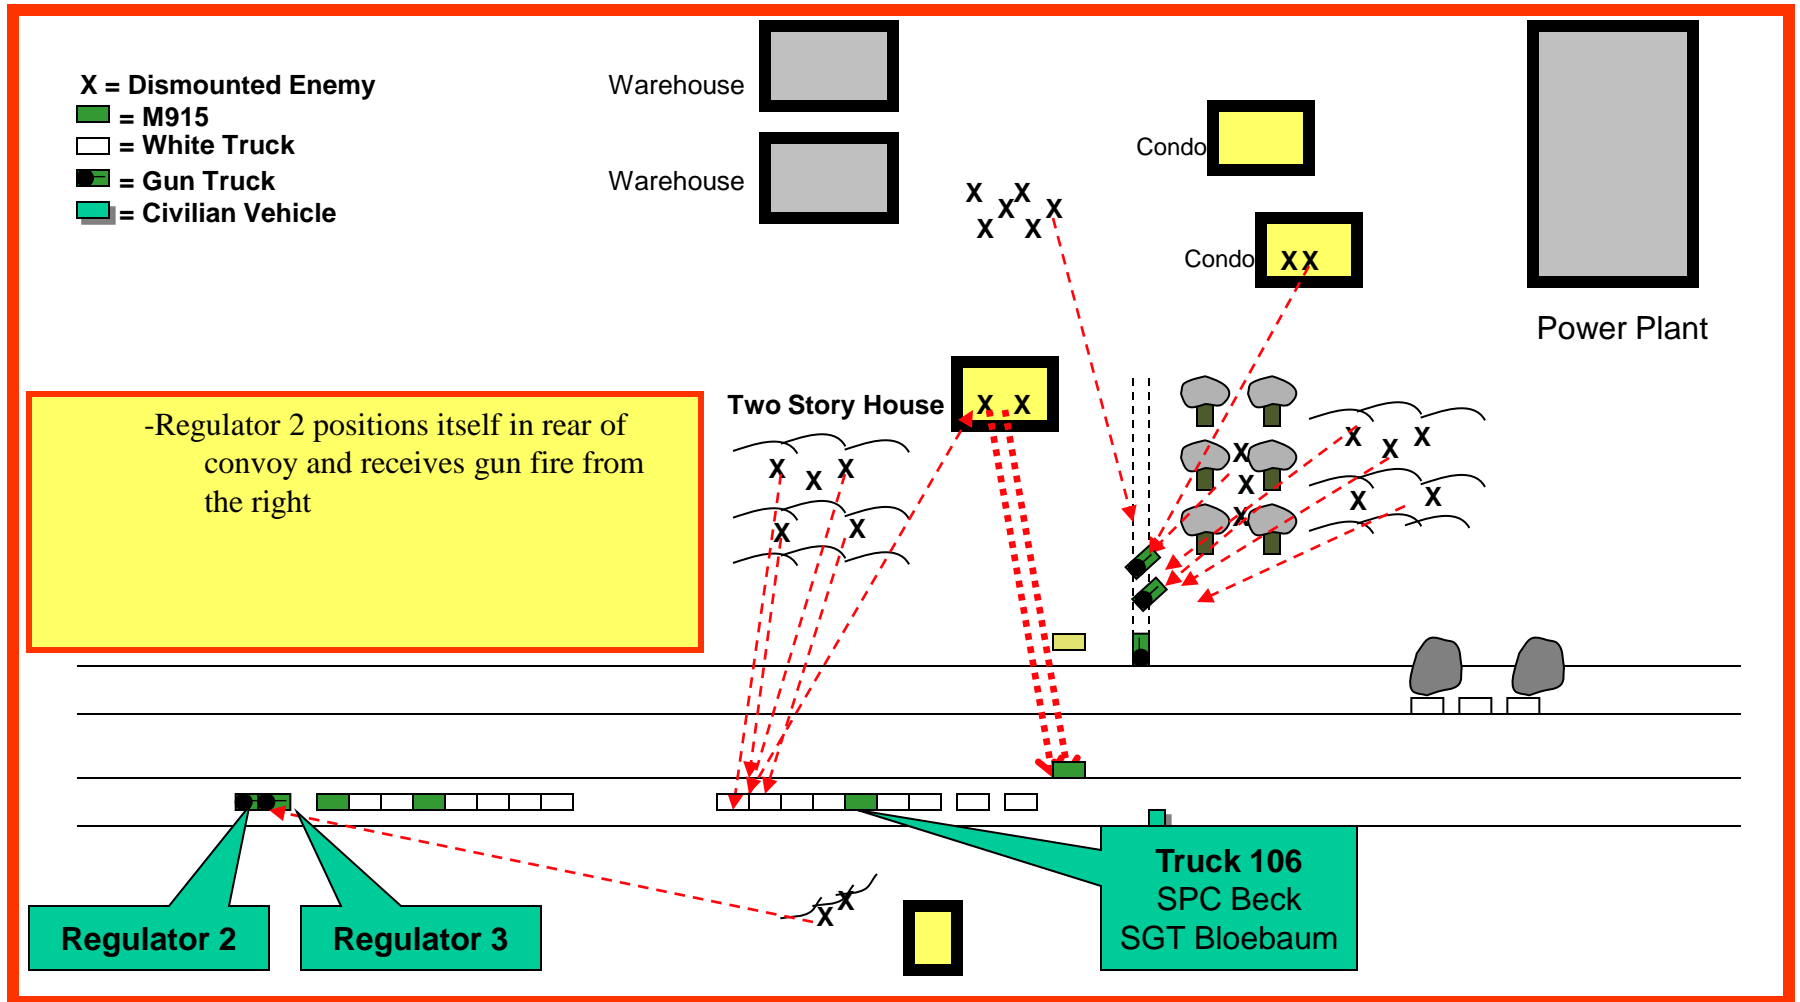 X = Dismounted Enemy
= M915
= White Truck
= Gun Truck
= Civilian Vehicle
Warehouse
Warehouse
Condo
Condo
X X
X X X
X X
XX
Power Plant
-Regulator 2 positions itself in rear of
convoy and receives gun fire from
the right
Two Story House
X X
X X X
X X
X
X
X
X X X
X X
Regulator 2
Regulator 3
X X
Truck 106
SPC Beck
SGT Bloebaum